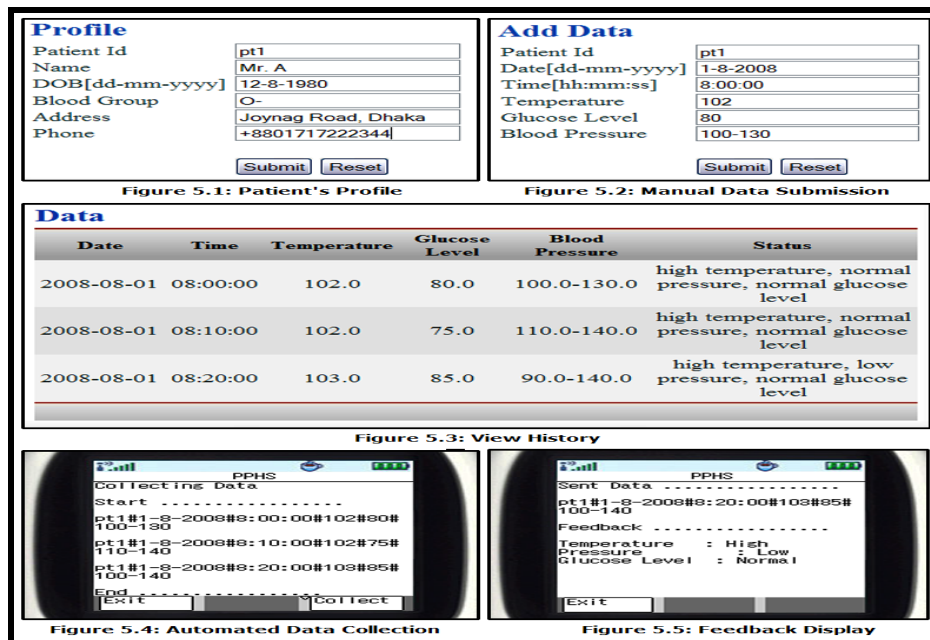 Profile
Patient Id pt1
Name Mr. A
DOB[dd-mm-yyyy] 12-8-1980
Blood Group O-
Address Joynag Road, Dhaka
Phone +8801717222344
Submit Reset
Figure 5.1: Patient's Profile
Add Data
Patient Id pt1
Date[dd-mm-yyyy] 1-8-2008
Time[hh:mm:ss] 8:00:00
Temperature 102
Glucose Level 80
Blood Pressure 100-130
Submit Reset
Figure 5.2: Manual Data Submission
Data
Date Time Temperature Glucose Level Blood Pressure Status
2008-08-01 08:00:00 102.0 80.0 100.0-130.0 high temperature, normal
pressure, normal glucose
level
2008-08-01 08:10:00 102.0 75.0 110.0-140.0 high temperature, normal
pressure, normal glucose
level
2008-08-01 08:20:00 103.0 85.0 90.0-140.0 high temperature, low
pressure, normal glucose
level
Figure 5.3: View History
PPHS
Collecting Data
Start ..................
pt1#1-8-2008#8:00:00#102#80#
100-130
pt1#1-8-2008#8:10:00#102#75#
110-140
pt1#1-8-2008#8:20:00#103#85#
100-140
End ..................
Exit Collect
Figure 5.4: Automated Data Collection
PPHS
Sent Data .................
pt1#1-8-2008#8:20:00#103#85#
100-140
Feedback .................
Temperature : High
Pressure : Low
Glucose Level : Normal
Exit
Figure 5.5: Feedback Display